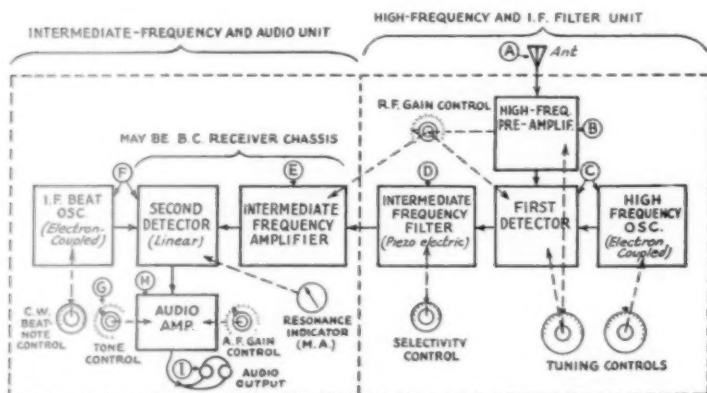 INTERMEDIATE-FREQUENCY AND AUDIO UNIT
HIGH-FREQUENCY AND I.F. FILTER UNIT
A
Ant
R.F. GAIN CONTROL
HIGH-FREQ.
PRE-AMPLIF.
B
MAY BE B.C. RECEIVER CHASSIS
F
E
D
C
I.F. BEAT
OSC.
(Electron-
Coupled)
SECOND
DETECTOR
(Linear)
INTERMEDIATE
FREQUENCY
AMPLIFIER
INTERMEDIATE
FREQUENCY
FILTER
(Piezo electric)
FIRST
DETECTOR
HIGH
FREQUENCY
OSC.
(Electron
Coupled)
G
H
C.W.
BEAT-
NOTE
CONTROL
TONE
CONTROL
AUDIO
AMP.
A.F. GAIN
CONTROL
RESONANCE
INDICATOR
(M.A.)
SELECTIVITY
CONTROL
TUNING CONTROLS
I
AUDIO
OUTPUT